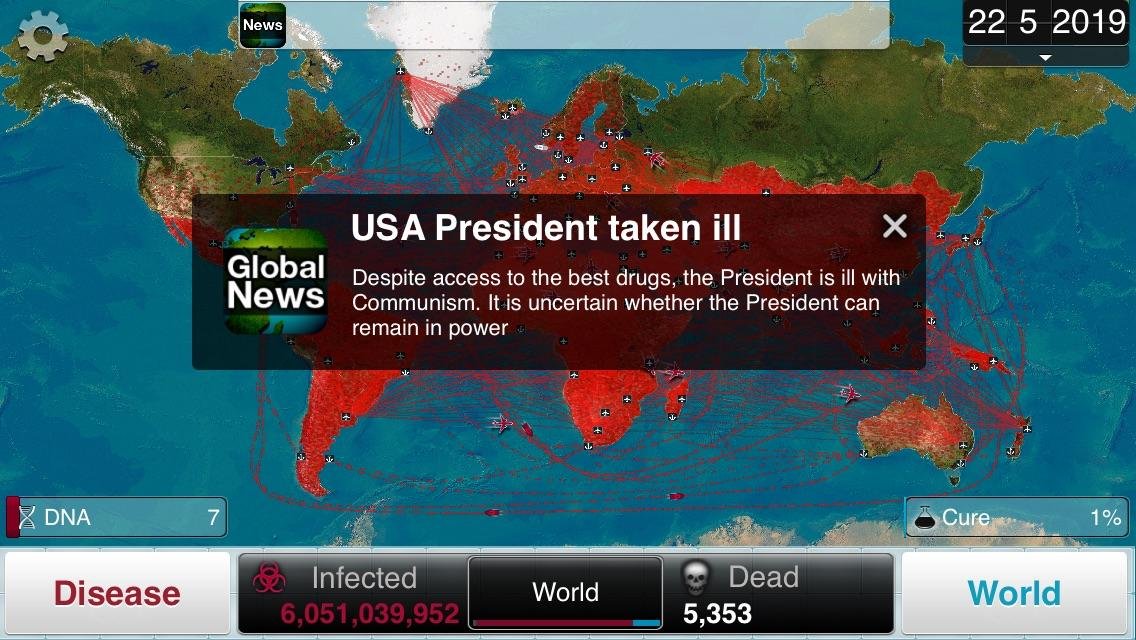 News
22 5 2019
USA President taken ill
Global
News
Despite access to the best drugs, the President is ill with
Communism. It is uncertain whether the President can
remain in power
DNA 7
Cure 1%
Disease
Infected
6,051,039,952
World
Dead
5,353
World